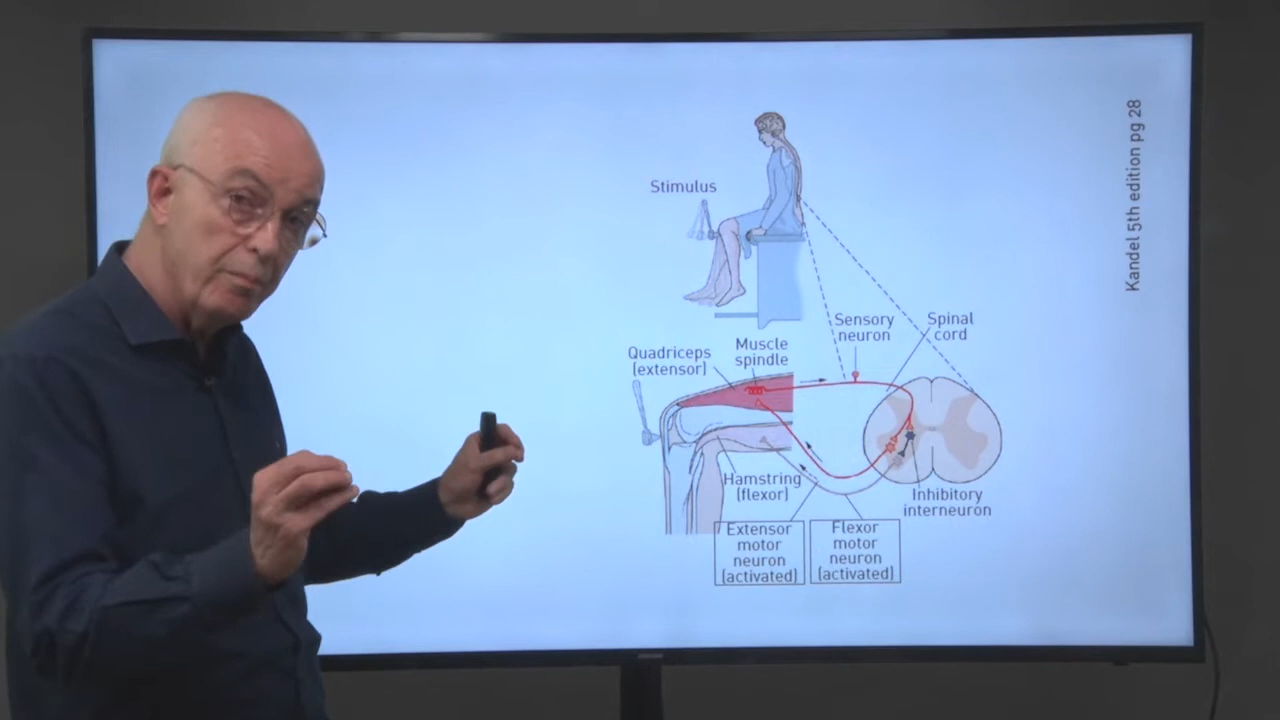 Kandel 5th edition pg 28
Stimulus
Sensory
neuron
Spinal
cord
Quadriceps
(extensor)
Muscle
spindle
Hamstring
(flexor)
Inhibitory
interneuron
Extensor
motor
neuron
(activated)
Flexor
motor
neuron
(activated)